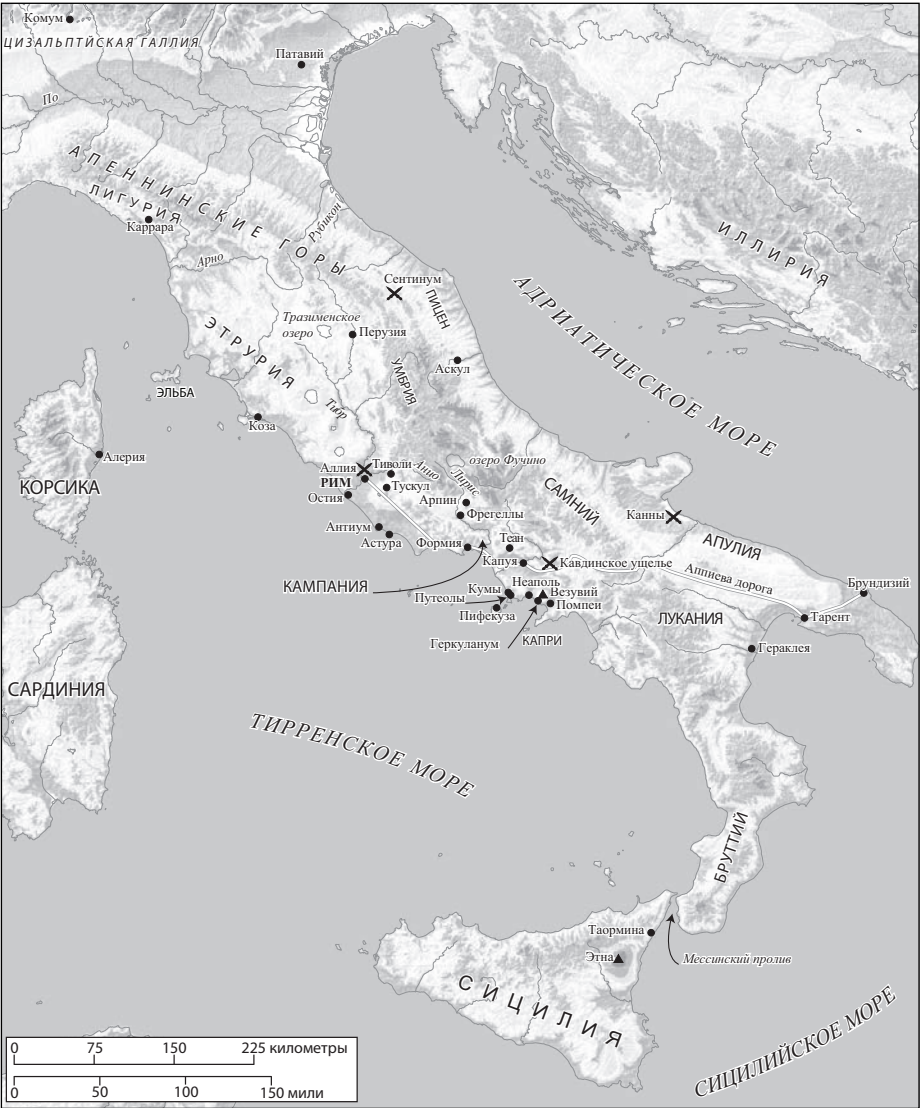 Комум
ЦИЗАЛЬПТЙСКАЯ ГАЛЛИЯ
Патавий
По
АПЕННИНСКИЕ ГОРЫ
ЛИГУРИЯ
Каррара
Рубикон
Арно
ИЛЛИРИЯ
Сентинум
ПИЦЕН
АДРИАТИЧЕСКОЕ МОРЕ
Тразименское
озеро
Перузия
ЭТРУРИЯ
Аскул
УМБРИЯ
ЭЛЬБА
Тибр
Коза
Алерия
КОРСИКА
Аллия
Тиволи
Анио
озеро Фучино
РИМ
Тускул
Лирис
Остия
Арпин
Фрегеллы
САМНИЙ
Канны
Антиум
Астура
Формия
Теан
АПУЛИЯ
Капуя
Кавдинское ущелье
Аппиева дорога
КАМПАНИЯ
Неаполь
Кумы
Везувий
Брундизий
Путеолы
Помпеи
Пифекуза
ЛУКАНИЯ
Тарент
Геркуланум
КАПРИ
Гераклея
САРДИНИЯ
ТИРРЕНСКОЕ МОРЕ
БРУТТИЙ
Таормина
Этна
Мессинский пролив
СИЦИЛИЯ
СИЦИЛИЙСКОЕ МОРЕ
0 75 150 225 километры
0 50 100 150 мили